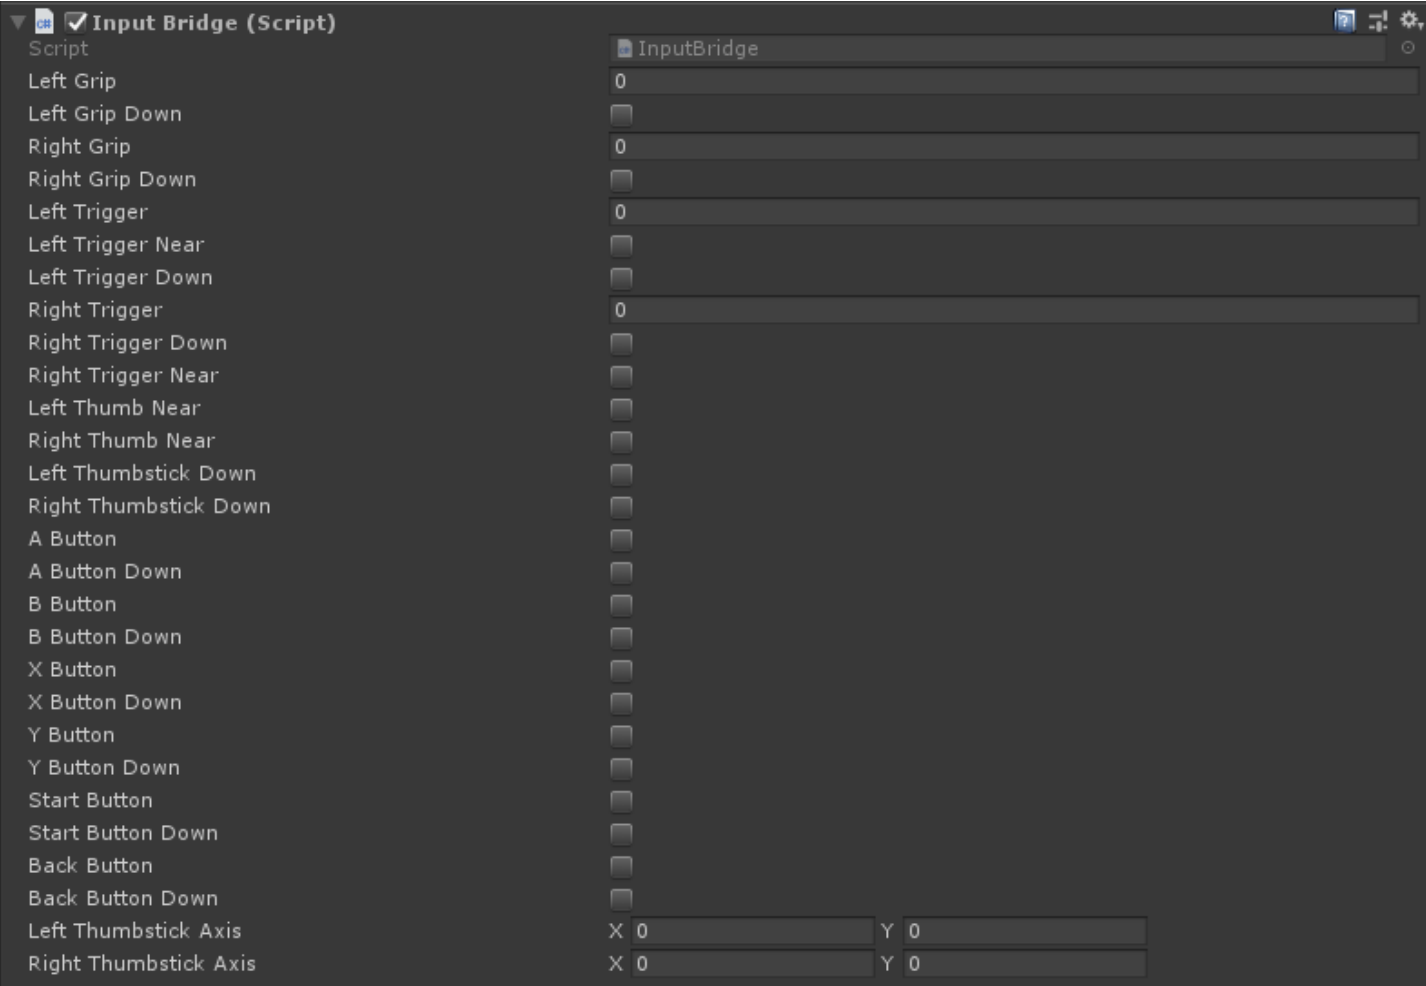 Input Bridge (Script)
Script InputBridge
Left Grip 0
Left Grip Down
Right Grip 0
Right Grip Down
Left Trigger 0
Left Trigger Near
Left Trigger Down
Right Trigger 0
Right Trigger Down
Right Trigger Near
Left Thumb Near
Right Thumb Near
Left Thumbstick Down
Right Thumbstick Down
A Button
A Button Down
B Button
B Button Down
X Button
X Button Down
Y Button
Y Button Down
Start Button
Start Button Down
Back Button
Back Button Down
Left Thumbstick Axis X 0 Y 0
Right Thumbstick Axis X 0 Y 0